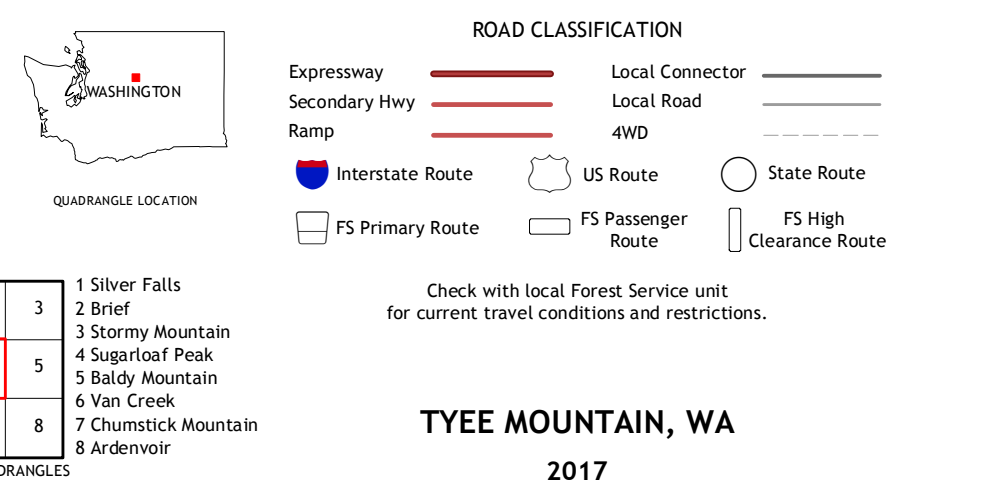 WASHINGTON
QUADRANGLE LOCATION
ROAD CLASSIFICATION
Expressway
Secondary Hwy
Ramp
Local Connector
Local Road
4WD
Interstate Route
US Route
State Route
FS Primary Route
FS Passenger
Route
FS High
Clearance Route
Check with local Forest Service unit
for current travel conditions and restrictions.
3
5
8
1 Silver Falls
2 Brief
3 Stormy Mountain
4 Sugarloaf Peak
5 Baldy Mountain
6 Van Creek
7 Chumstick Mountain
8 Ardenvoir
DRANGLES
TYEE MOUNTAIN, WA
2017